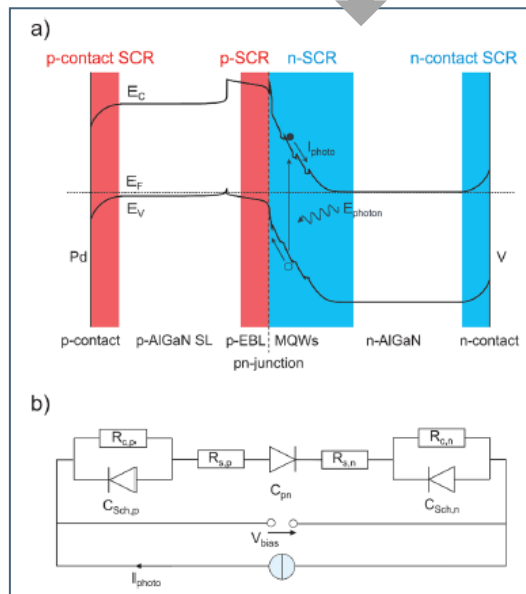 a)
p-contact SCR p-SCR n-SCR n-contact SCR
E_C
I_photo
E_F
E_V
E_photon
Pd V
p-contact p-AlGaN SL p-EBL MQWs n-AlGaN n-contact
pn-junction
b)
R_c,p, R_c,n
R_s,p R_s,n
C_Sch,p C_pn C_Sch,n
V_bias
I_photo